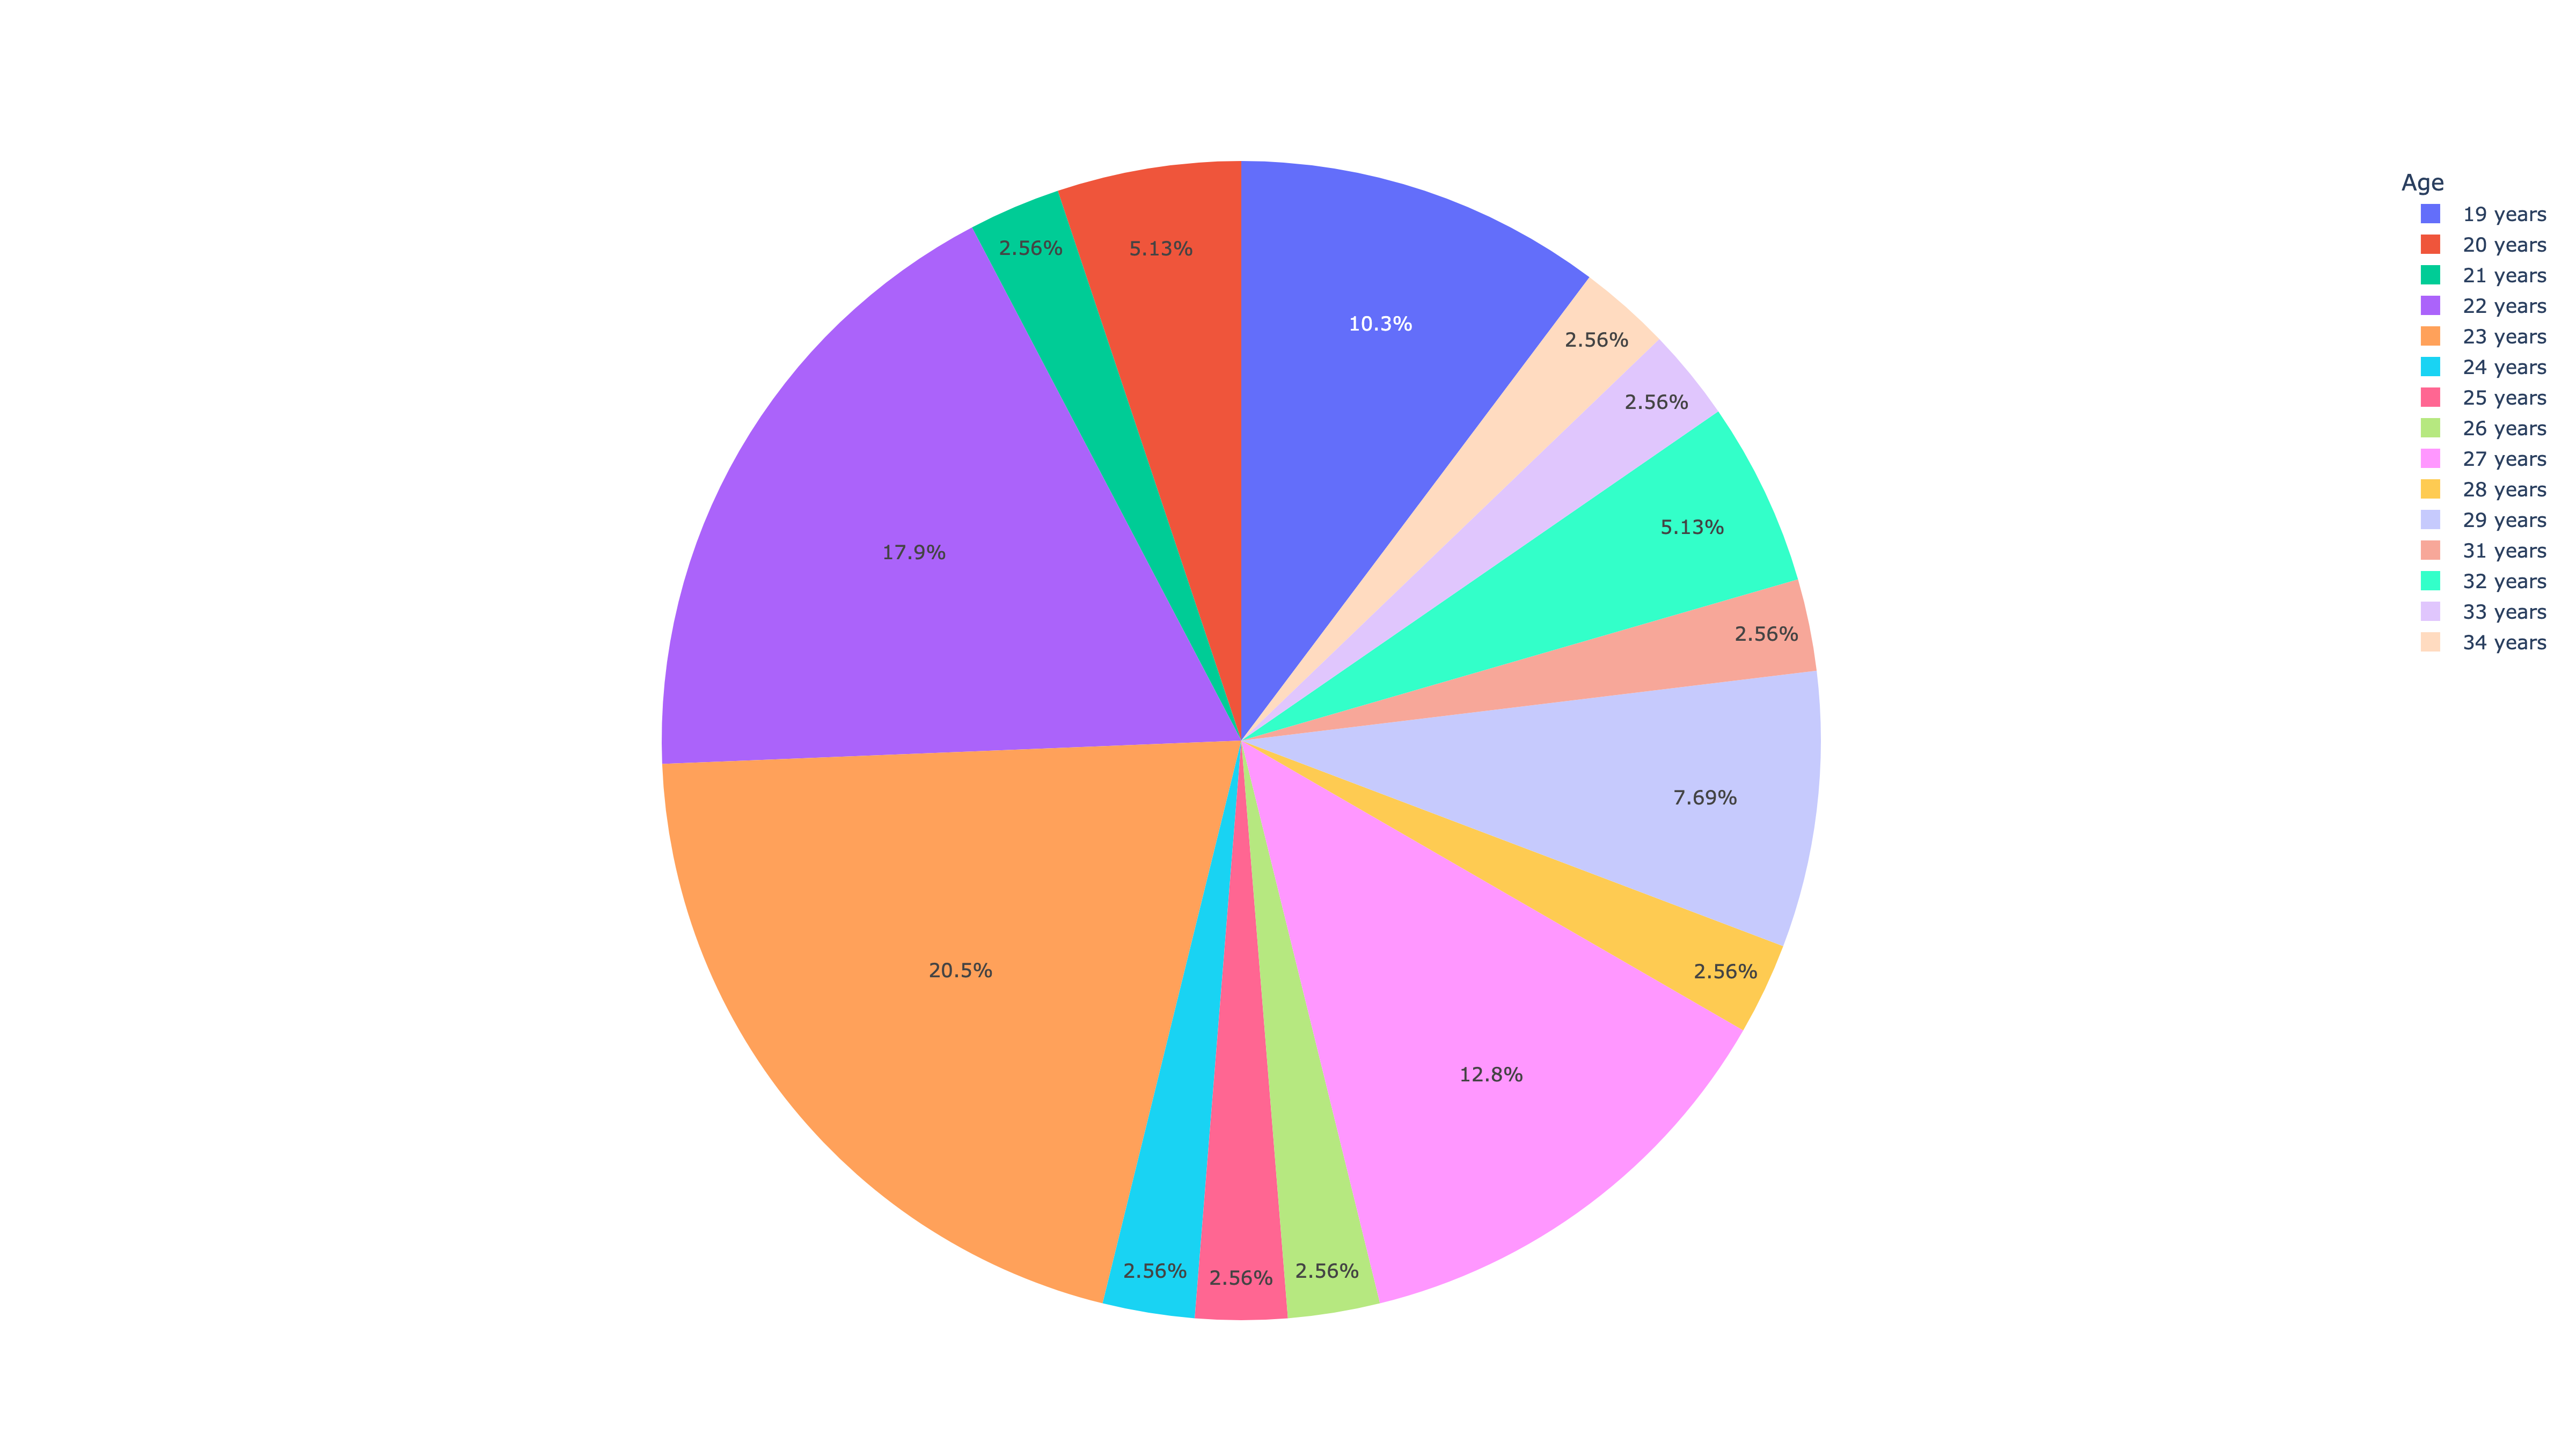 Age
19 years
20 years
21 years
22 years
23 years
24 years
25 years
26 years
27 years
28 years
29 years
31 years
32 years
33 years
34 years
2.56%
5.13%
10.3%
2.56%
2.56%
5.13%
17.9%
2.56%
7.69%
20.5%
2.56%
12.8%
2.56%
2.56%
2.56%